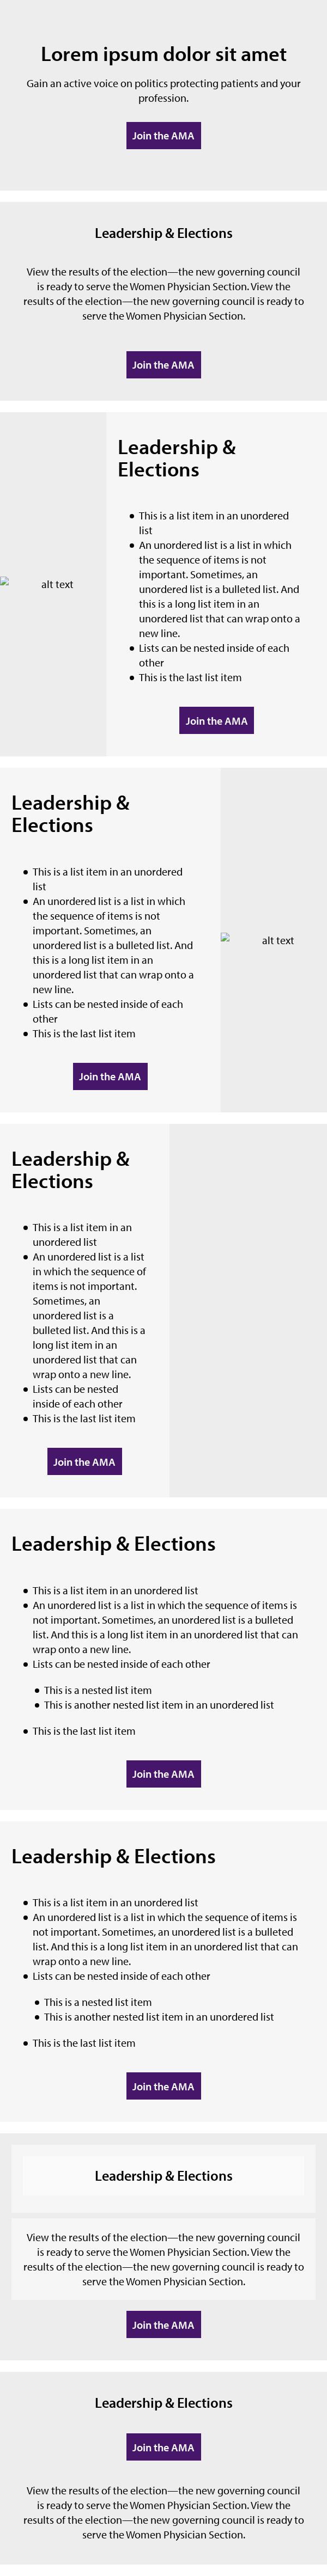 Lorem ipsum dolor sit amet
Gain an active voice on politics protecting patients and your
profession.
Join the AMA
Leadership & Elections
View the results of the election—the new governing council
is ready to serve the Women Physician Section. View the
results of the election—the new governing council is ready to
serve the Women Physician Section.
Join the AMA
alt text
Leadership &
Elections
This is a list item in an unordered
list
An unordered list is a list in which
the sequence of items is not
important. Sometimes, an
unordered list is a bulleted list. And
this is a long list item in an
unordered list that can wrap onto a
new line.
Lists can be nested inside of each
other
This is the last list item
Join the AMA
Leadership &
Elections
This is a list item in an unordered
list
An unordered list is a list in which
the sequence of items is not
important. Sometimes, an
unordered list is a bulleted list. And
this is a long list item in an
unordered list that can wrap onto a
new line.
Lists can be nested inside of each
other
This is the last list item
Join the AMA
alt text
Leadership &
Elections
This is a list item in an
unordered list
An unordered list is a list
in which the sequence of
items is not important.
Sometimes, an
unordered list is a
bulleted list. And this is a
long list item in an
unordered list that can
wrap onto a new line.
Lists can be nested
inside of each other
This is the last list item
Join the AMA
Leadership & Elections
This is a list item in an unordered list
An unordered list is a list in which the sequence of items is
not important. Sometimes, an unordered list is a bulleted
list. And this is a long list item in an unordered list that can
wrap onto a new line.
Lists can be nested inside of each other
This is a nested list item
This is another nested list item in an unordered list
This is the last list item
Join the AMA
Leadership & Elections
This is a list item in an unordered list
An unordered list is a list in which the sequence of items is
not important. Sometimes, an unordered list is a bulleted
list. And this is a long list item in an unordered list that can
wrap onto a new line.
Lists can be nested inside of each other
This is a nested list item
This is another nested list item in an unordered list
This is the last list item
Join the AMA
Leadership & Elections
View the results of the election—the new governing council
is ready to serve the Women Physician Section. View the
results of the election—the new governing council is ready to
serve the Women Physician Section.
Join the AMA
Leadership & Elections
Join the AMA
View the results of the election—the new governing council
is ready to serve the Women Physician Section. View the
results of the election—the new governing council is ready to
serve the Women Physician Section.